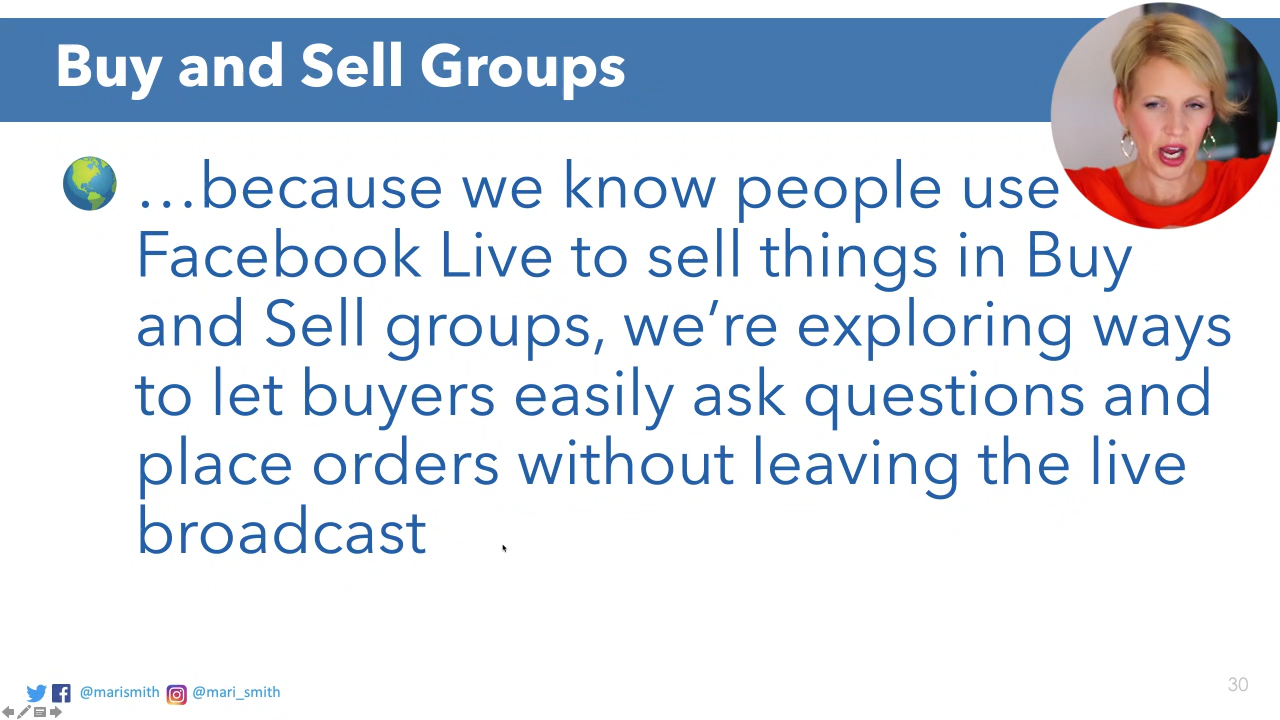 Buy and Sell Groups
…because we know people use
Facebook Live to sell things in Buy
and Sell groups, we’re exploring ways
to let buyers easily ask questions and
place orders without leaving the live
broadcast
@marismith @mari_smith
30